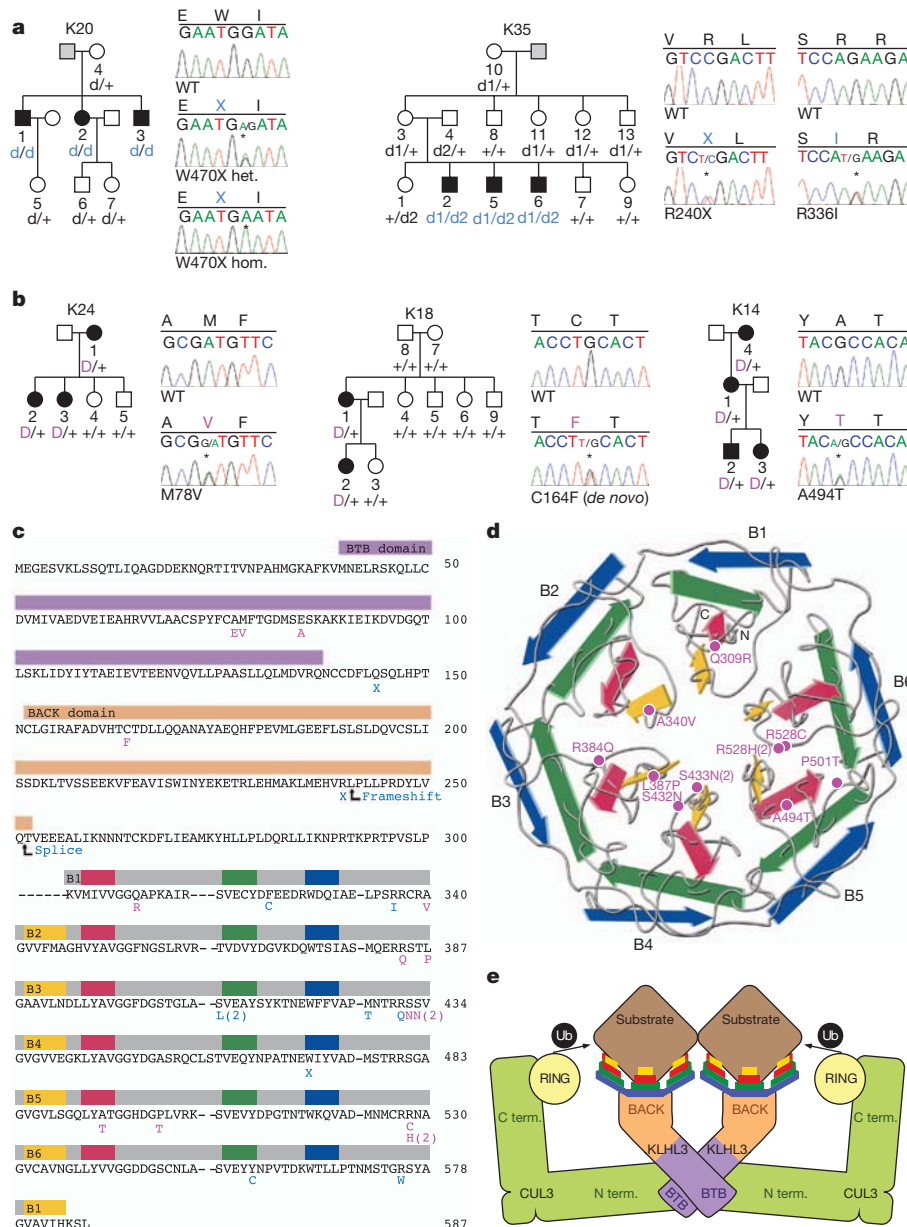 a
K20
4
d/+
1
d/d
2
d/d
3
d/d
5
d/+
6
d/+
7
d/+
E W I
GAATGGATA
WT
E X I
GAATGA/GATA
*
W470X het.
E X I
GAATGAATA
*
W470X hom.
K35
10
d1/+
3
d1/+
4
d2/+
8
+/+
11
d1/+
12
d1/+
13
d1/+
1
+/d2
2
d1/d2
5
d1/d2
6
d1/d2
7
+/+
9
+/+
V R L
GTCCGACTT
WT
V X L
GTCT/CGACTT
*
R240X
S R R
TCCAGAAGA
WT
S I R
TCCAT/GAAGA
*
R336I
b
K24
1
D/+
2
D/+
3
D/+
4
+/+
5
+/+
A M F
GCGATGTTC
WT
A V F
GCGG/ATGTTC
*
M78V
K18
8
+/+
7
+/+
1
D/+
4
+/+
5
+/+
6
+/+
9
+/+
2
D/+
3
+/+
T C T
ACCTGCACT
WT
T F T
ACCTT/GCACT
*
C164F (de novo)
K14
4
D/+
1
D/+
2
D/+
3
D/+
Y A T
TACGCCACA
WT
Y T T
TACA/GCCACA
*
A494T
c
BTB domain
MEGESVKLSSQTLIQAGDDEKNQRTITVNPAHMGKAFKVMNELRSKQLLC 50
DVMIVAEDVEIEAHRVVLAACSPYFCAMFTGDMSESKAKKIEIKDVDGQT 100
EV A
LSKLIDYIYTAEIEVTEENVQVLLPAASLLQLMDVRQNCCDFLQSQLHPT 150
X
BACK domain
NCLGIRAFADVHTCTDLLQQANAYAEQHFPEVMLGEEFLSLSLDQVCSLI 200
F
SSDKLTVSSEEKVFEAVISWINYEKETRLEHMAKLMEHVRLPLLPRDYLV 250
X Frameshift
QTVEEEALIKNNNTCKDFLIEAMKYHLLPLDQRLLIKNPRTKPRTPVSLP 300
Splice
B1
------KVMIVVGGQAPKAIR---SVECYDFEEDRWDQIAE-LPSRRCRA 340
R C I V
B2
GVVFMAGHVYAVGGFNGSLRVR--TVDVYDGVKDQWTSIAS-MQERRSTL 387
Q P
B3
GAAVLNDLLYAVGGFDGSTGLA--SVEAYSYKTNEWFFVAP-MNTRRSSV 434
L(2) T QNN(2)
B4
GVGVVEGKLYAVGGYDGASRQCLSTVEQYNPATNEWIYVAD-MSTRRSGA 483
X
B5
GVGVLSGQLYATGGHDGPLVRK--SVEVYDPGTNTWKQVAD-MNMCRRNA 530
T T C
H(2)
B6
GVCAVNGLLYVVGGDDGSCNLA-SVEYYNPVTDKWTLLPTNMSTGRSYA 578
C W
B1
GVAVIHKSL 587
d
B1
B2
B3
B4
B5
B6
C
N
Q309R
A340V
R384Q
L387P
S432N
S433N(2)
R528C
R528H(2)
P501T
A494T
e
Substrate Substrate
Ub Ub
RING RING
BACK BACK
C term. C term.
KLHL3 KLHL3
BTB BTB
N term. N term.
CUL3 CUL3